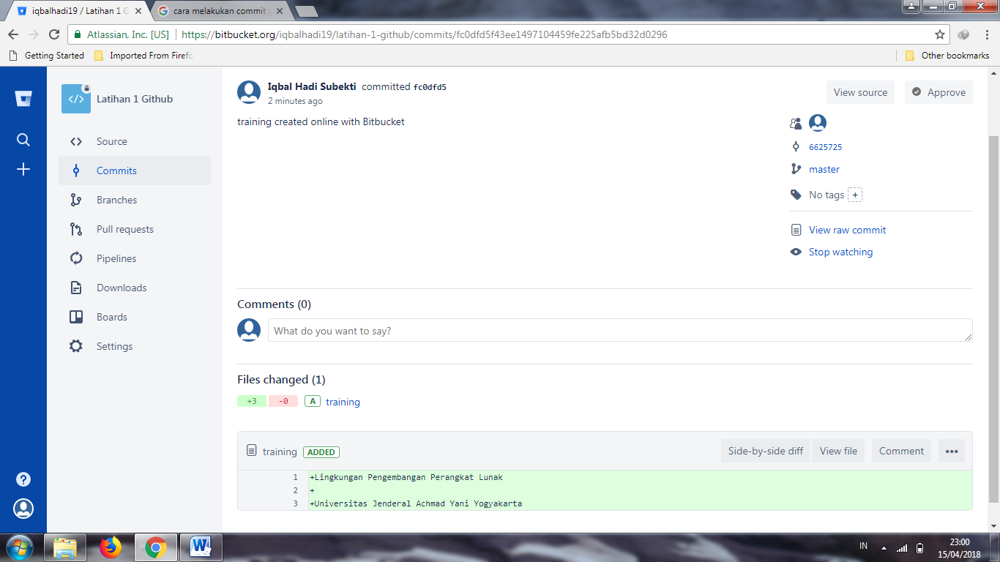 iqbalhadi19 / Latihan 1 G
cara melakukan commit
Atlassian, Inc. [US]
https://bitbucket.org/iqbalhadi19/latihan-1-github/commits/fc0dfd5f43ee1497104459fe225afb5bd32d0296
Getting Started
Imported From Firefo
Other bookmarks
Latihan 1 Github
Source
Commits
Branches
Pull requests
Pipelines
Downloads
Boards
Settings
Iqbal Hadi Subekti committed fc0dfd5
2 minutes ago
View source
Approve
training created online with Bitbucket
6625725
master
No tags +
View raw commit
Stop watching
Comments (0)
What do you want to say?
Files changed (1)
+3 -0 A training
training ADDED
Side-by-side diff
View file
Comment
•••
1 +Lingkungan Pengembangan Perangkat Lunak
2 +
3 +Universitas Jenderal Achmad Yani Yogyakarta
IN
23:00
15/04/2018